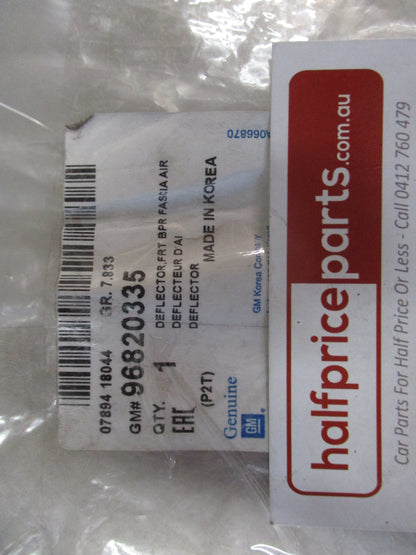 07894 18044 GR. 7.833
GM# 96820335
QTY. 1 DEFLECTOR,FRT BPR FASCIA AIR
DEFLECTEUR D AI
EAC DEFLECTOR
(P2T) MADE IN KOREA
Genuine
GM
GM Korea Company
A066870
halfpriceparts.com.au
Car Parts For Half Price Or Less - Call 0412 760 479